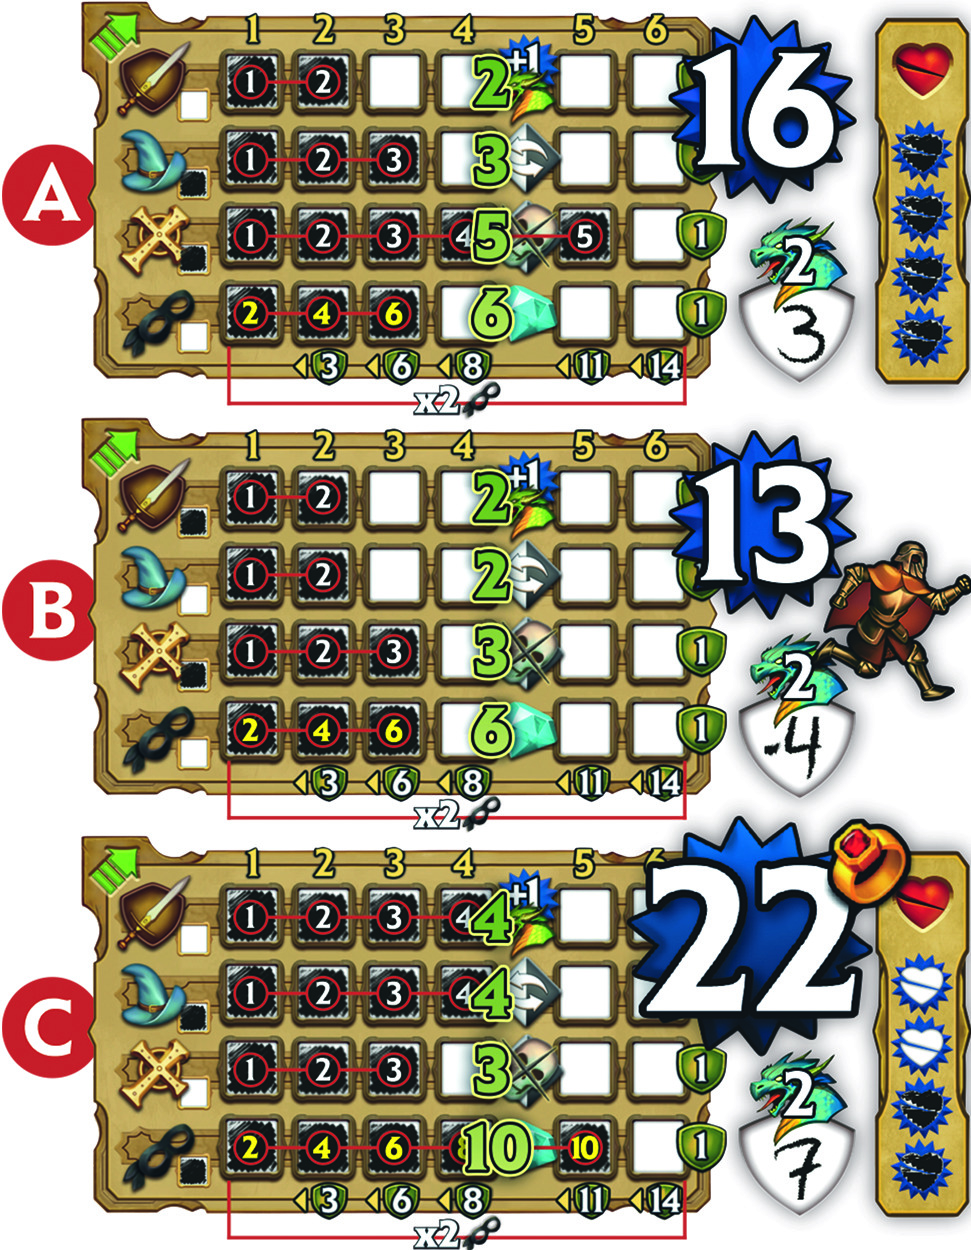 1 2 3 4 5 6
1 2 2 +1
16
A
1 2 3 3
1 2 3 4 5 5 1
2 4 6 6 1
2
3
3 6 8 11 14
x2
1 2 3 4 5 6
1 2 2 +1
13
B
1 2 2
1 2 3 3 1
2 4 6 6 1
2
-4
3 6 8 11 14
x2
1 2 3 4 5 6
1 2 3 4 4 +1
22
C
1 2 3 4 4
1 2 3 3 1
2 4 6 10 10 1
2
7
3 6 8 11 14
x2